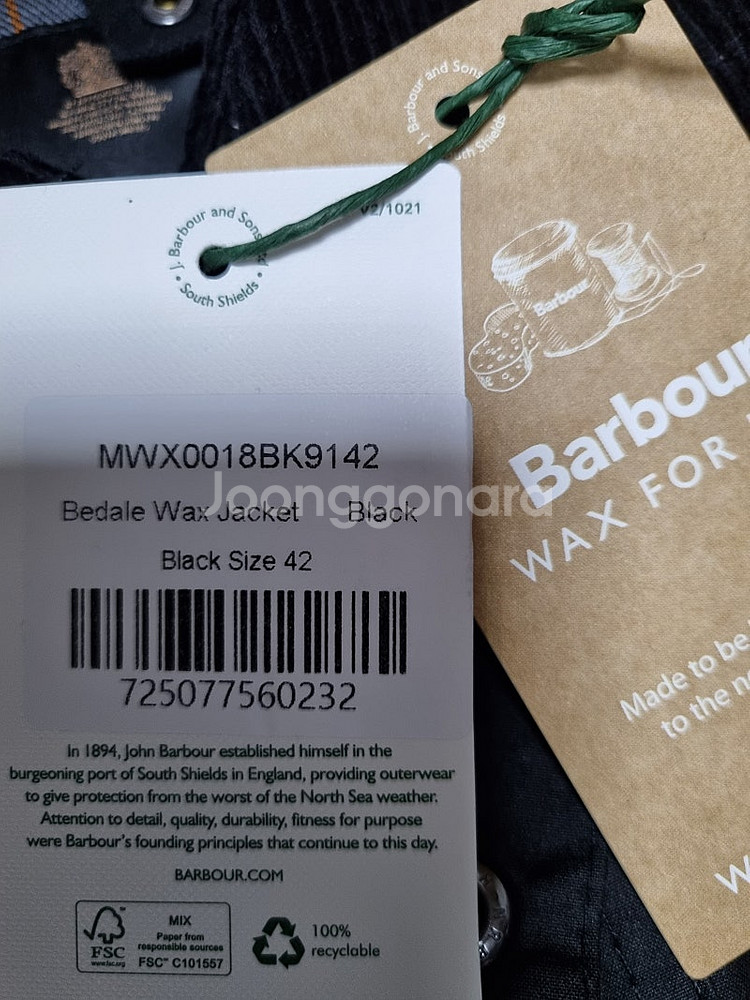 J. Barbour and Sons
South Shields
V2/1021
J. Barbour and Sons
South Shields
Barbour
Barbour
WAX FOR
Made to be
to the
MWX0018BK9142
Bedale Wax Jacket Black
Black Size 42
Joonggonara
725077560232
In 1894, John Barbour established himself in the
burgeoning port of South Shields in England, providing outerwear
to give protection from the worst of the North Sea weather.
Attention to detail, quality, durability, fitness for purpose
were Barbour's founding principles that continue to this day.
BARBOUR.COM
FSC
www.fsc.org
MIX
Paper from
responsible sources
FSC™ C101557
100%
recyclable